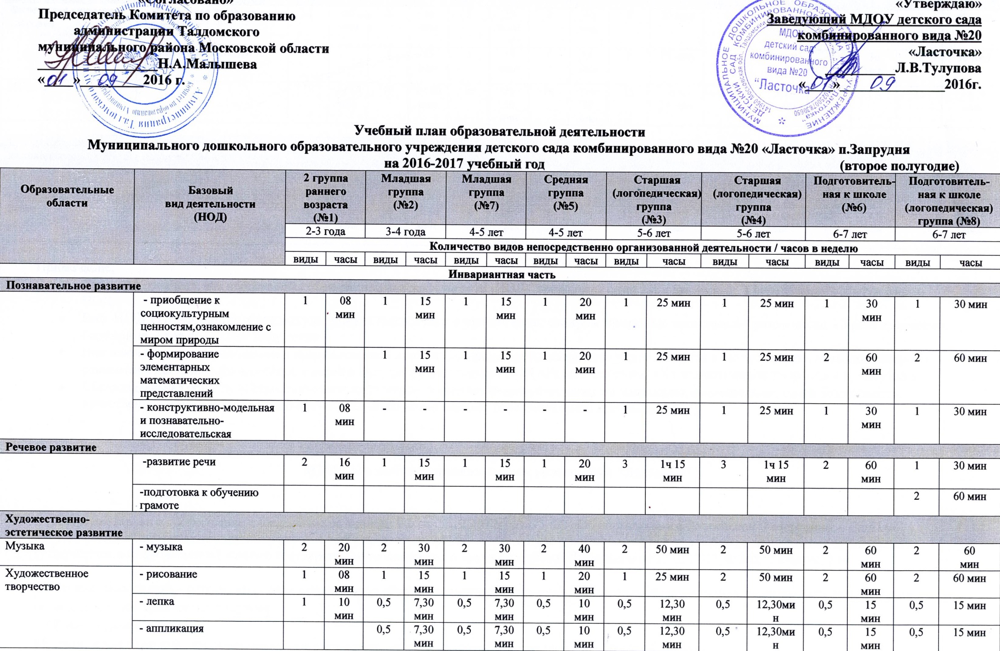 «Согласовано»
Председатель Комитета по образованию
администрации Талдомского
муниципального района Московской области
Н.А.Малышева
«01» 09 2016 г.
«Утверждаю»
Заведующий МДОУ детского сада
комбинированного вида №20
«Ласточка»
Л.В.Тулупова
«01» 09 2016г.
МДОУ
детский сад
комбинированного
вида №20
“Ласточка”
Учебный план образовательной деятельности
Муниципального дошкольного образовательного учреждения детского сада комбинированного вида №20 «Ласточка» п.Запрудня
на 2016-2017 учебный год (второе полугодие)
Образовательные
области
Базовый
вид деятельности
(НОД)
2 группа
раннего
возраста
(№1)
Младшая
группа
(№2)
Младшая
группа
(№7)
Средняя
группа
(№5)
Старшая
(логопедическая)
группа
(№3)
Старшая
(логопедическая)
группа
(№4)
Подготовитель-
ная к школе
(№6)
Подготовитель-
ная к школе
(логопедическая)
группа (№8)
2-3 года 3-4 года 4-5 лет 4-5 лет 5-6 лет 5-6 лет 6-7 лет 6-7 лет
Количество видов непосредственно организованной деятельности / часов в неделю
виды часы виды часы виды часы виды часы виды часы виды часы виды часы виды часы
Инвариантная часть
Познавательное развитие
- приобщение к 1 08 1 15 1 15 1 20 1 25 мин 1 25 мин 1 30 1 30 мин
социокультурным мин мин мин мин мин
ценностям,ознакомление с
миром природы
- формирование 1 15 1 15 1 20 1 25 мин 1 25 мин 2 60 2 60 мин
элементарных мин мин мин мин
математических
представлений
- конструктивно-модельная 1 08 - - - - - - 1 25 мин 1 25 мин 1 30 1 30 мин
и познавательно- мин мин
исследовательская
Речевое развитие
-развитие речи 2 16 1 15 1 15 1 20 3 1ч 15 3 1ч 15 2 60 1 30 мин
мин мин мин мин мин мин мин
-подготовка к обучению 2 60 мин
грамоте
Художественно-
эстетическое развитие
Музыка - музыка 2 20 2 30 2 30 2 40 2 50 мин 2 50 мин 2 60 2 60
мин мин мин мин мин мин
Художественное - рисование 1 08 1 15 1 15 1 20 1 25 мин 2 50 мин 2 60 2 60 мин
творчество мин мин мин мин мин
- лепка 1 10 0,5 7,30 0,5 7,30 0,5 10 0,5 12,30 0,5 12,30ми 0,5 15 0,5 15 мин
мин мин мин мин мин н мин
- аппликация 0,5 7,30 0,5 7,30 0,5 10 0,5 12,30 0,5 12,30ми 0,5 15 0,5 15 мин
мин мин мин мин н мин